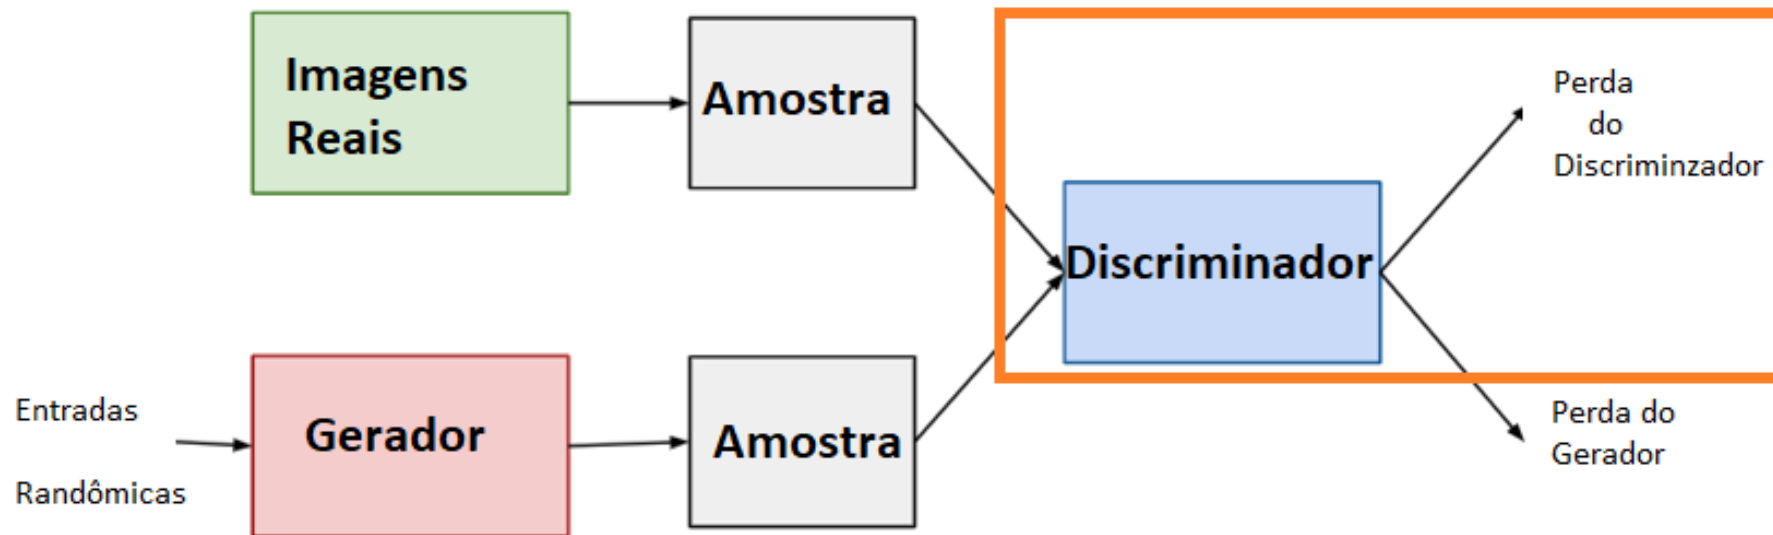 Imagens
Reais
Amostra
Perda
do
Discriminzador
Discriminador
Entradas
Randômicas
Gerador
Amostra
Perda do
Gerador